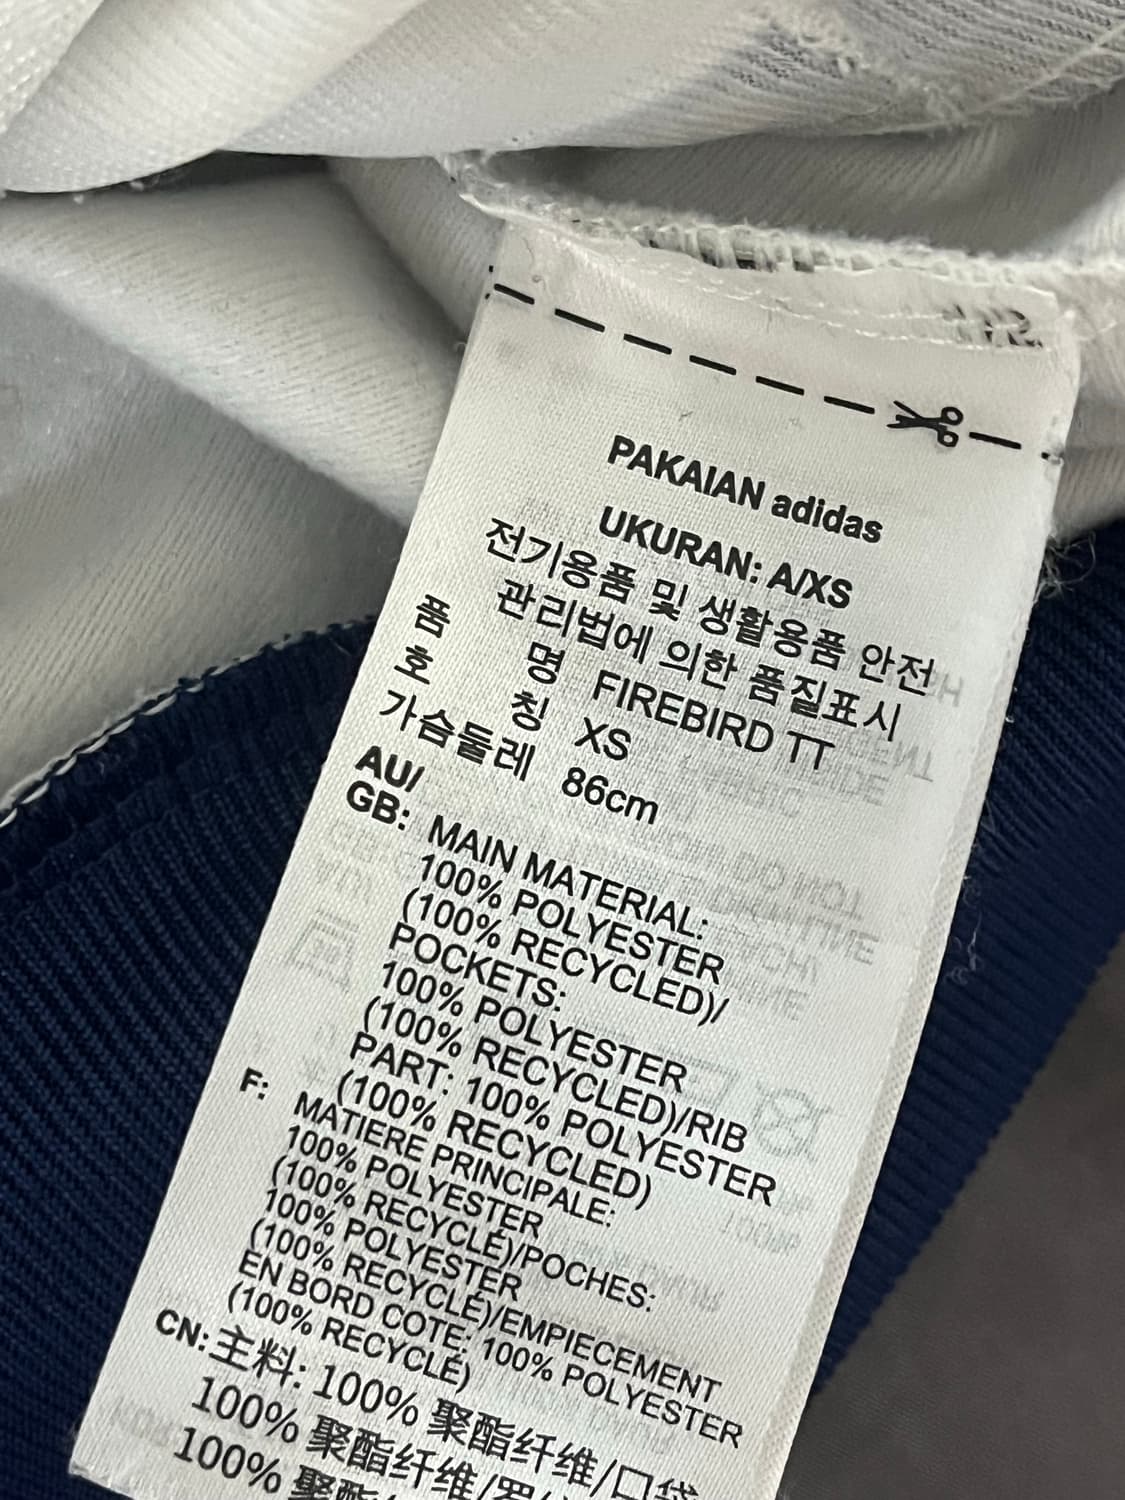 PAKAIAN adidas
UKURAN: A/XS
전기용품 및 생활용품 안전
관리법에 의한 품질표시
품 명 FIREBIRD TT
호 칭 XS
가슴둘레 86cm
AU/
GB: MAIN MATERIAL:
100% POLYESTER
(100% RECYCLED)/
POCKETS:
100% POLYESTER
(100% RECYCLED)/RIB
PART: 100% POLYESTER
(100% RECYCLED)
F: MATIERE PRINCIPALE:
100% POLYESTER
(100% RECYCLÉ)/POCHES:
100% POLYESTER
(100% RECYCLÉ)/EMPIECEMENT
EN BORD COTE: 100% POLYESTER
(100% RECYCLÉ)
CN: 主料: 100% 聚酯纤维/口袋
100% 聚酯纤维/罗
100%